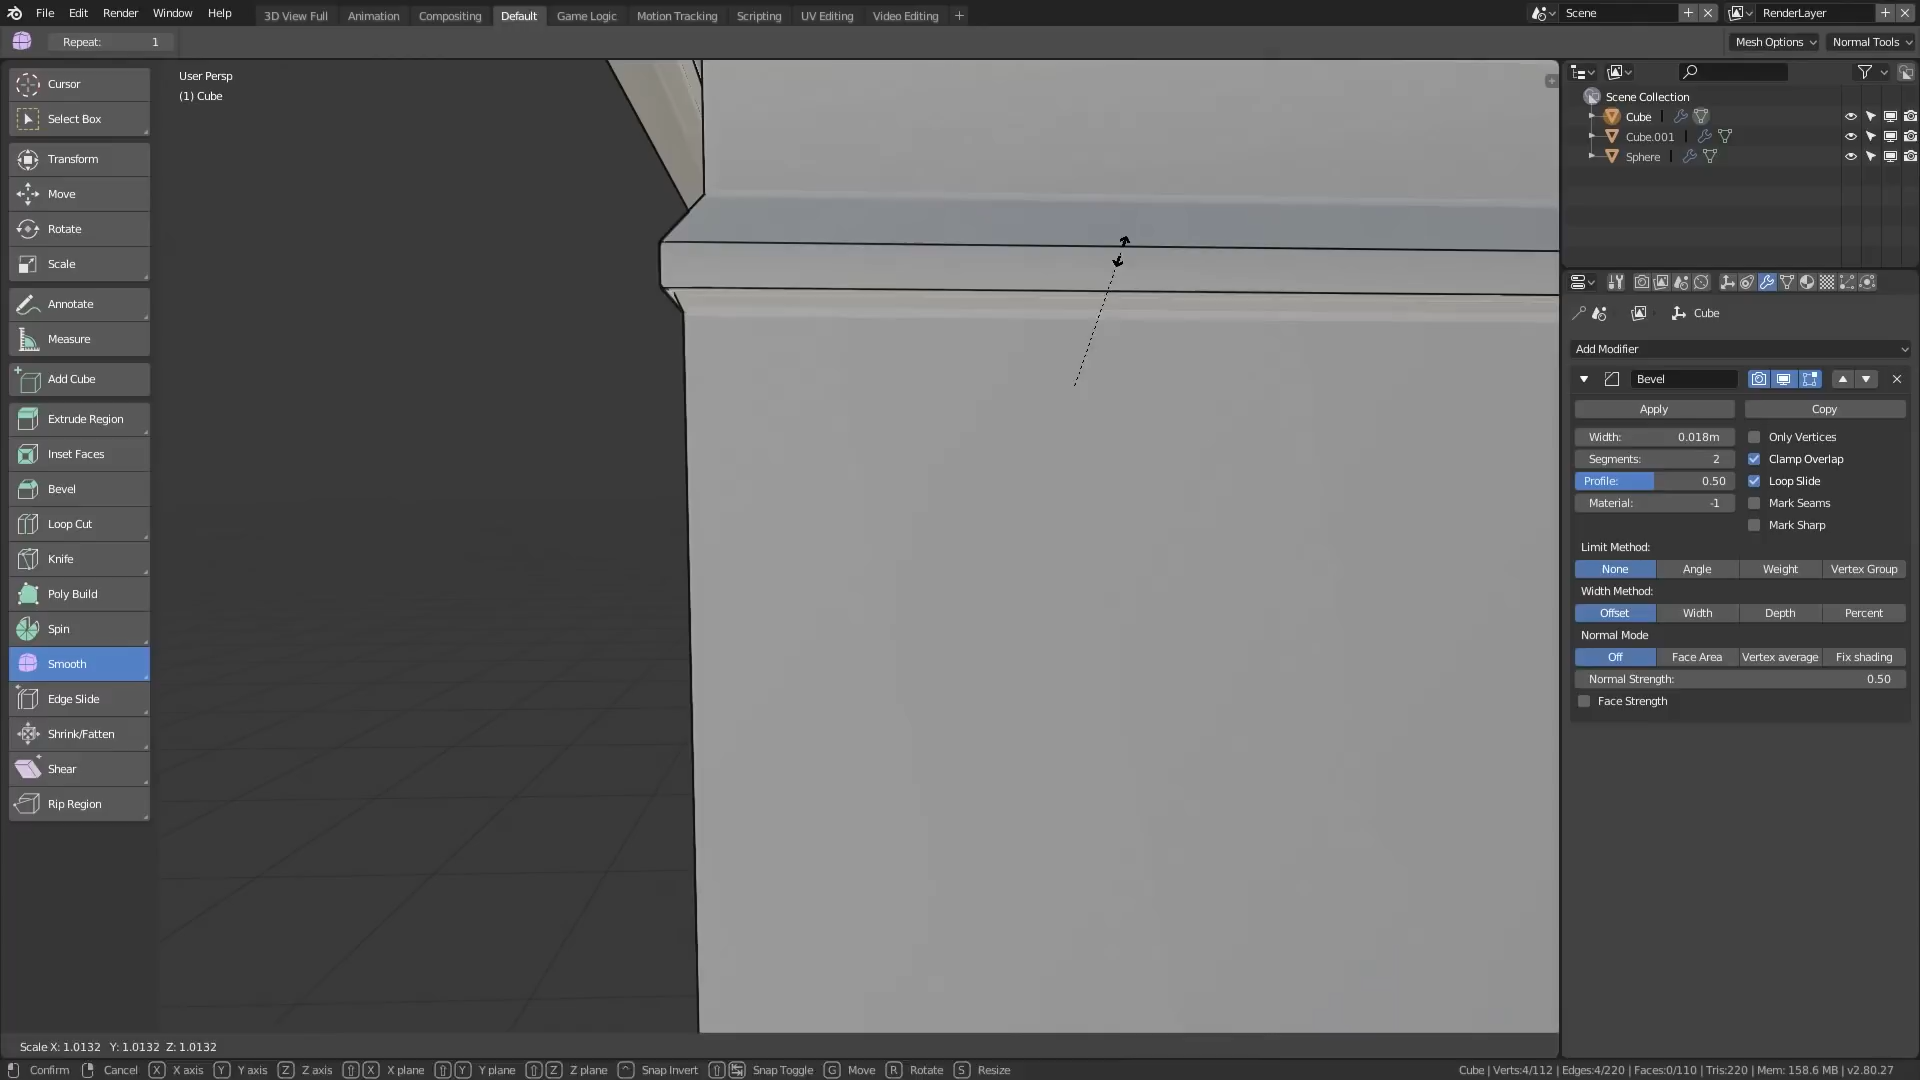 File Edit Render Window Help 3D View Full Animation Compositing Default Game Logic Motion Tracking Scripting UV Editing Video Editing Scene RenderLayer
Repeat: 1 Mesh Options Normal Tools
User Persp
(1) Cube
Cursor
Select Box
Transform
Move
Rotate
Scale
Annotate
Measure
Add Cube
Extrude Region
Inset Faces
Bevel
Loop Cut
Knife
Poly Build
Spin
Smooth
Edge Slide
Shrink/Fatten
Shear
Rip Region
Scene Collection
Cube
Cube.001
Sphere
Cube
Add Modifier
Bevel
Apply Copy
Width: 0.018m Only Vertices
Segments: 2 Clamp Overlap
Profile: 0.50 Loop Slide
Material: -1 Mark Seams
Mark Sharp
Limit Method:
None Angle Weight Vertex Group
Width Method:
Offset Width Depth Percent
Normal Mode
Off Face Area Vertex average Fix shading
Normal Strength: 0.50
Face Strength
Scale X: 1.0132 Y: 1.0132 Z: 1.0132
Confirm Cancel X X axis Y Y axis Z Z axis X X plane Y Y plane Z Z plane Snap Invert Snap Toggle G Move R Rotate S Resize Cube | Verts:4/112 | Edges:4/220 | Faces:0/110 | Tris:220 | Mem: 158.6 MB | v2.80.27